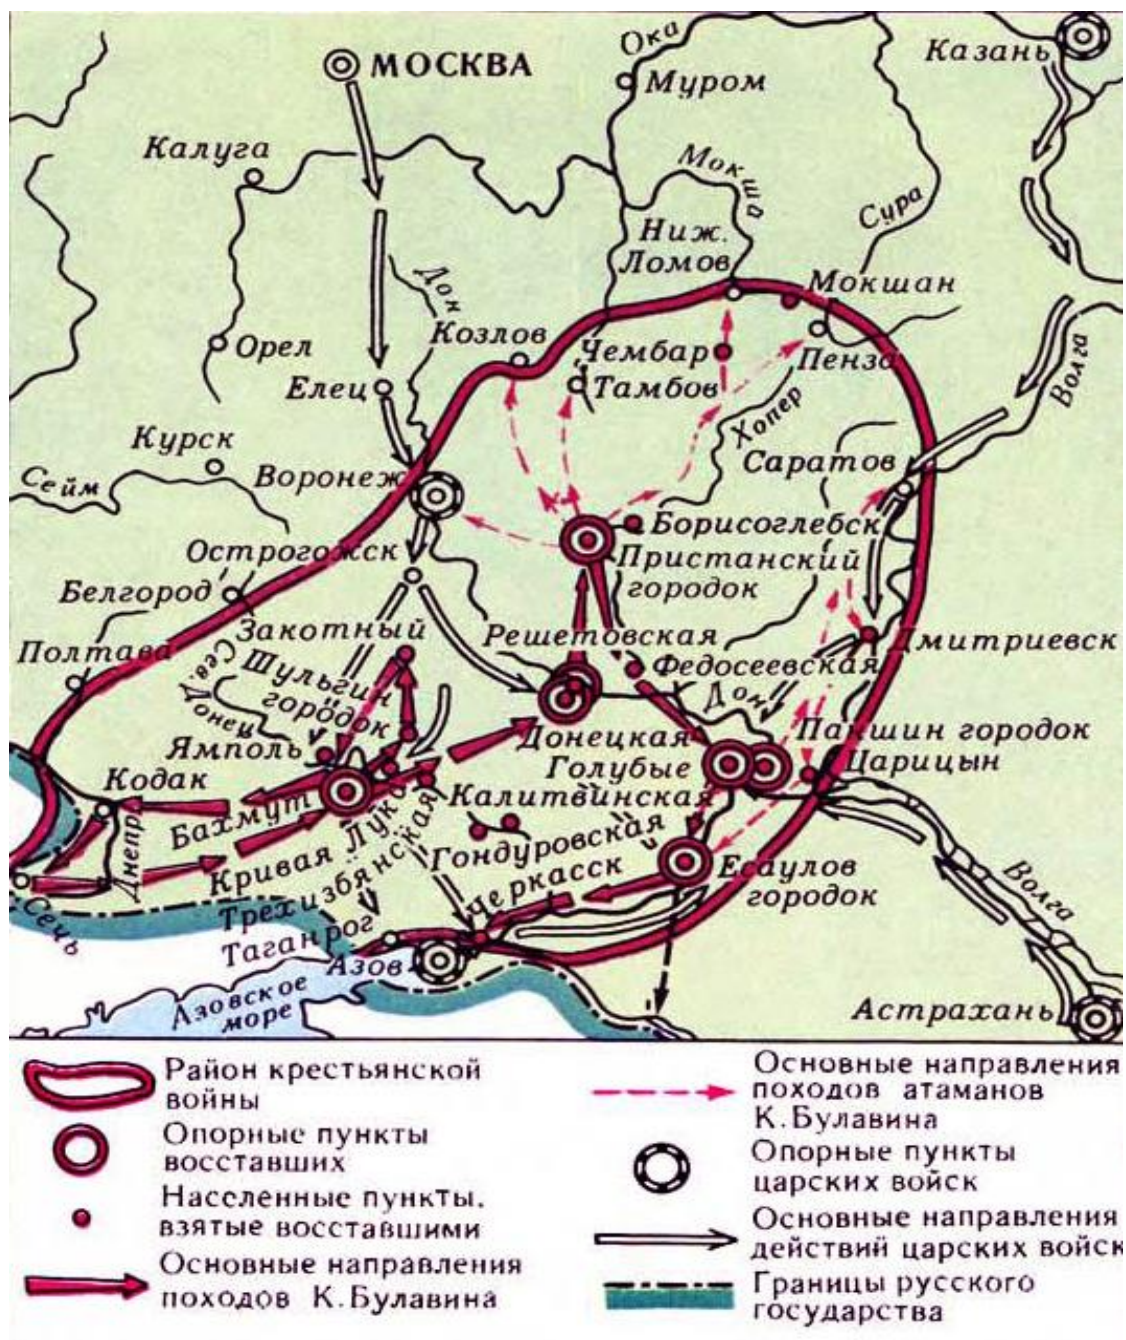 Ока
Казань
МОСКВА
Муром
Калуга
Мокша
Сура
Ниж.
Ломов
Дон
Мокшан
Козлов
Орел
Чембар
Пенза
Волга
Елец
Тамбов
Хопер
Курск
Сейм
Воронеж
Саратов
Борисоглебск
Острогожск
Пристанский
городок
Белгород
Закотный
Решетовская
Дмитриевск
Полтава
Сев. Донец
Шульгин
городок
Федосеевская
Дон
Ямполь
Донецкая
Паншин городок
Кодак
Голубые
Царицын
Бахмут
Калитвинская
Днепр
Кривая Лука
Гондуровская
Трехизбянская
Черкасск
Есаулов
городок
Волга
Сечь
Таганрог
Азов
Азовское
море
Астрахань
Район крестьянской
войны
Опорные пункты
восставших
Населенные пункты.
взятые восставшими
Основные направления
походов К. Булавина
Основные направления
походов атаманов
К. Булавина
Опорные пункты
царских войск
Основные направления
действий царских войск
Границы русского
государства